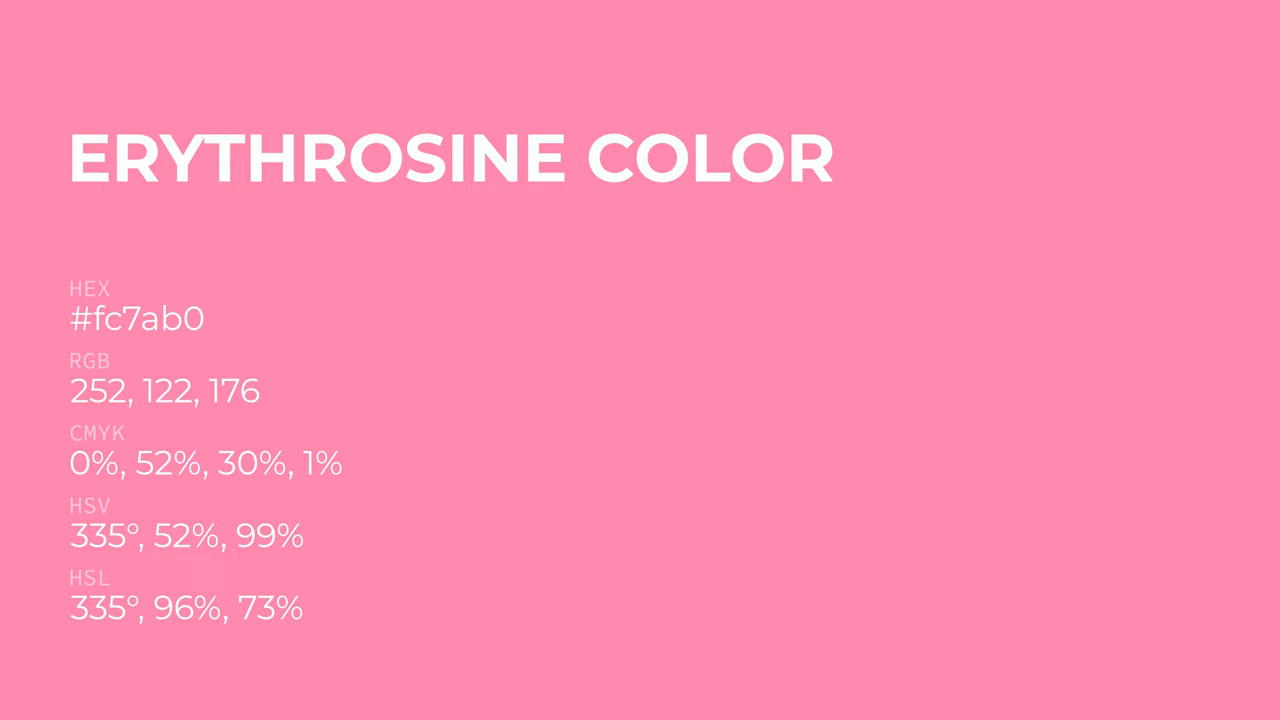 ERYTHROSINE COLOR
HEX
#fc7ab0
RGB
252, 122, 176
CMYK
0%, 52%, 30%, 1%
HSV
335°, 52%, 99%
HSL
335°, 96%, 73%